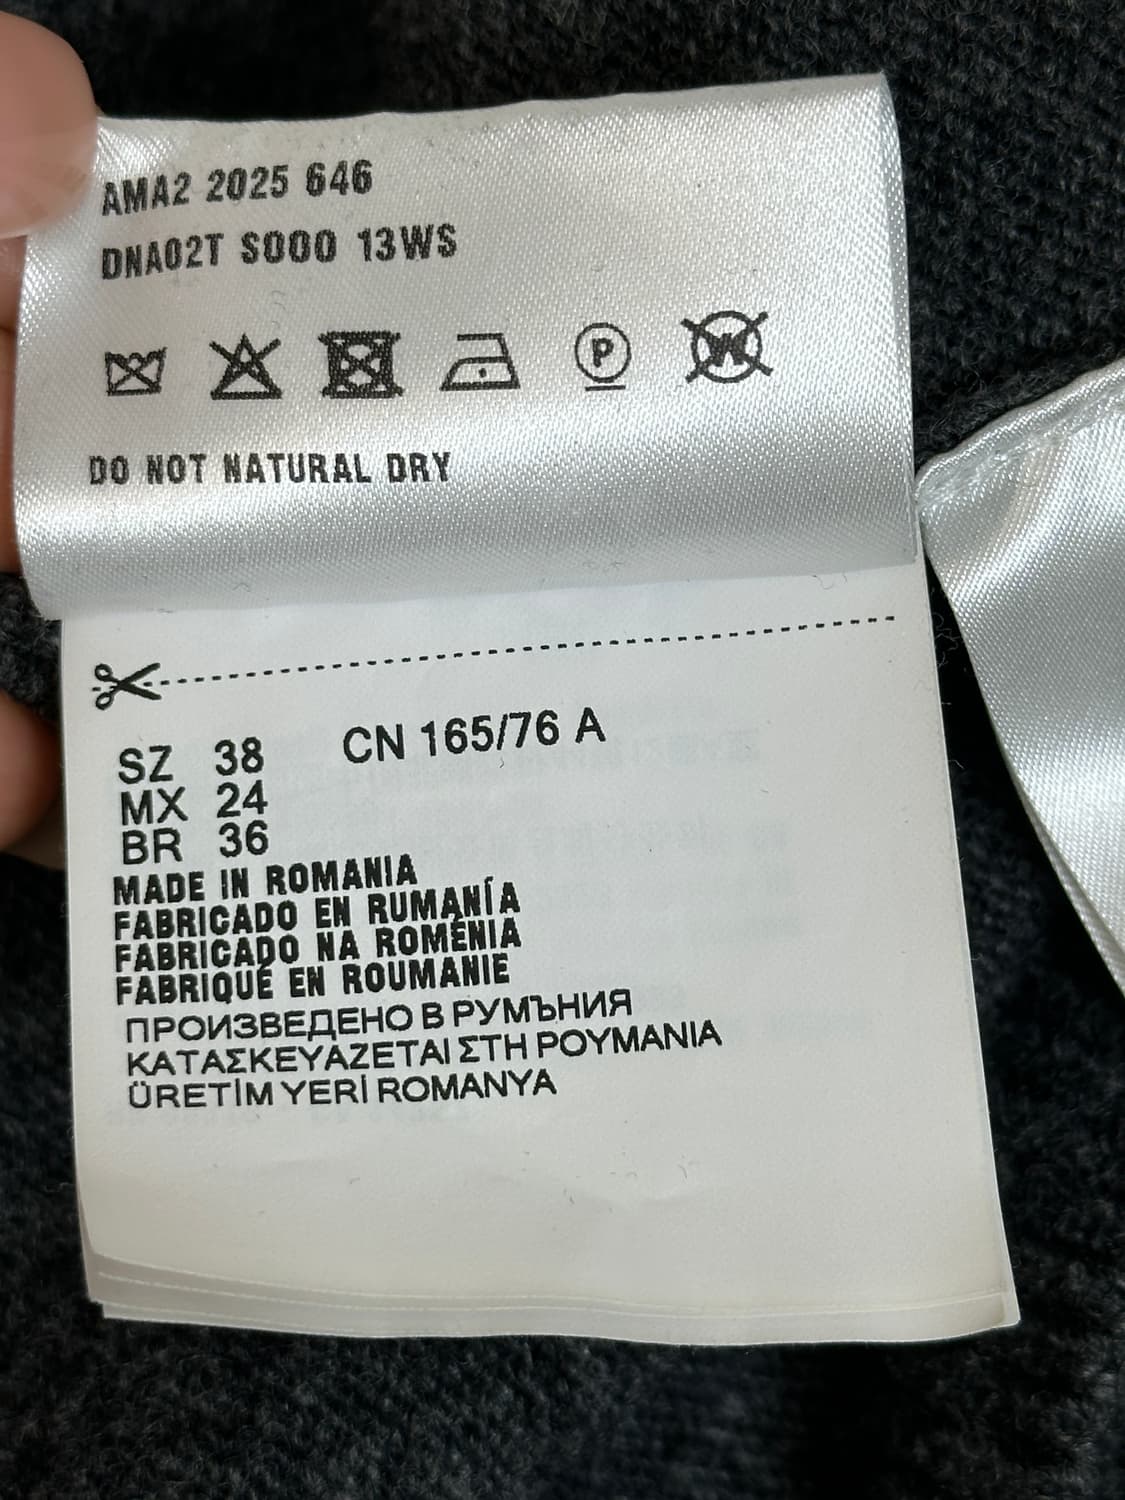 AMA2 2025 646
DNA02T S000 13WS
P W
DO NOT NATURAL DRY
SZ 38 CN 165/76 A
MX 24
BR 36
MADE IN ROMANIA
FABRICADO EN RUMANÍA
FABRICADO NA ROMÉNIA
FABRIQUÉ EN ROUMANIE
ПРОИЗВЕДЕНО В РУМЪНИЯ
ΚΑΤΑΣΚΕΥΑΖΕΤΑΙ ΣΤΗ ΡΟΥΜΑΝΙΑ
ÜRETİM YERİ ROMANYA